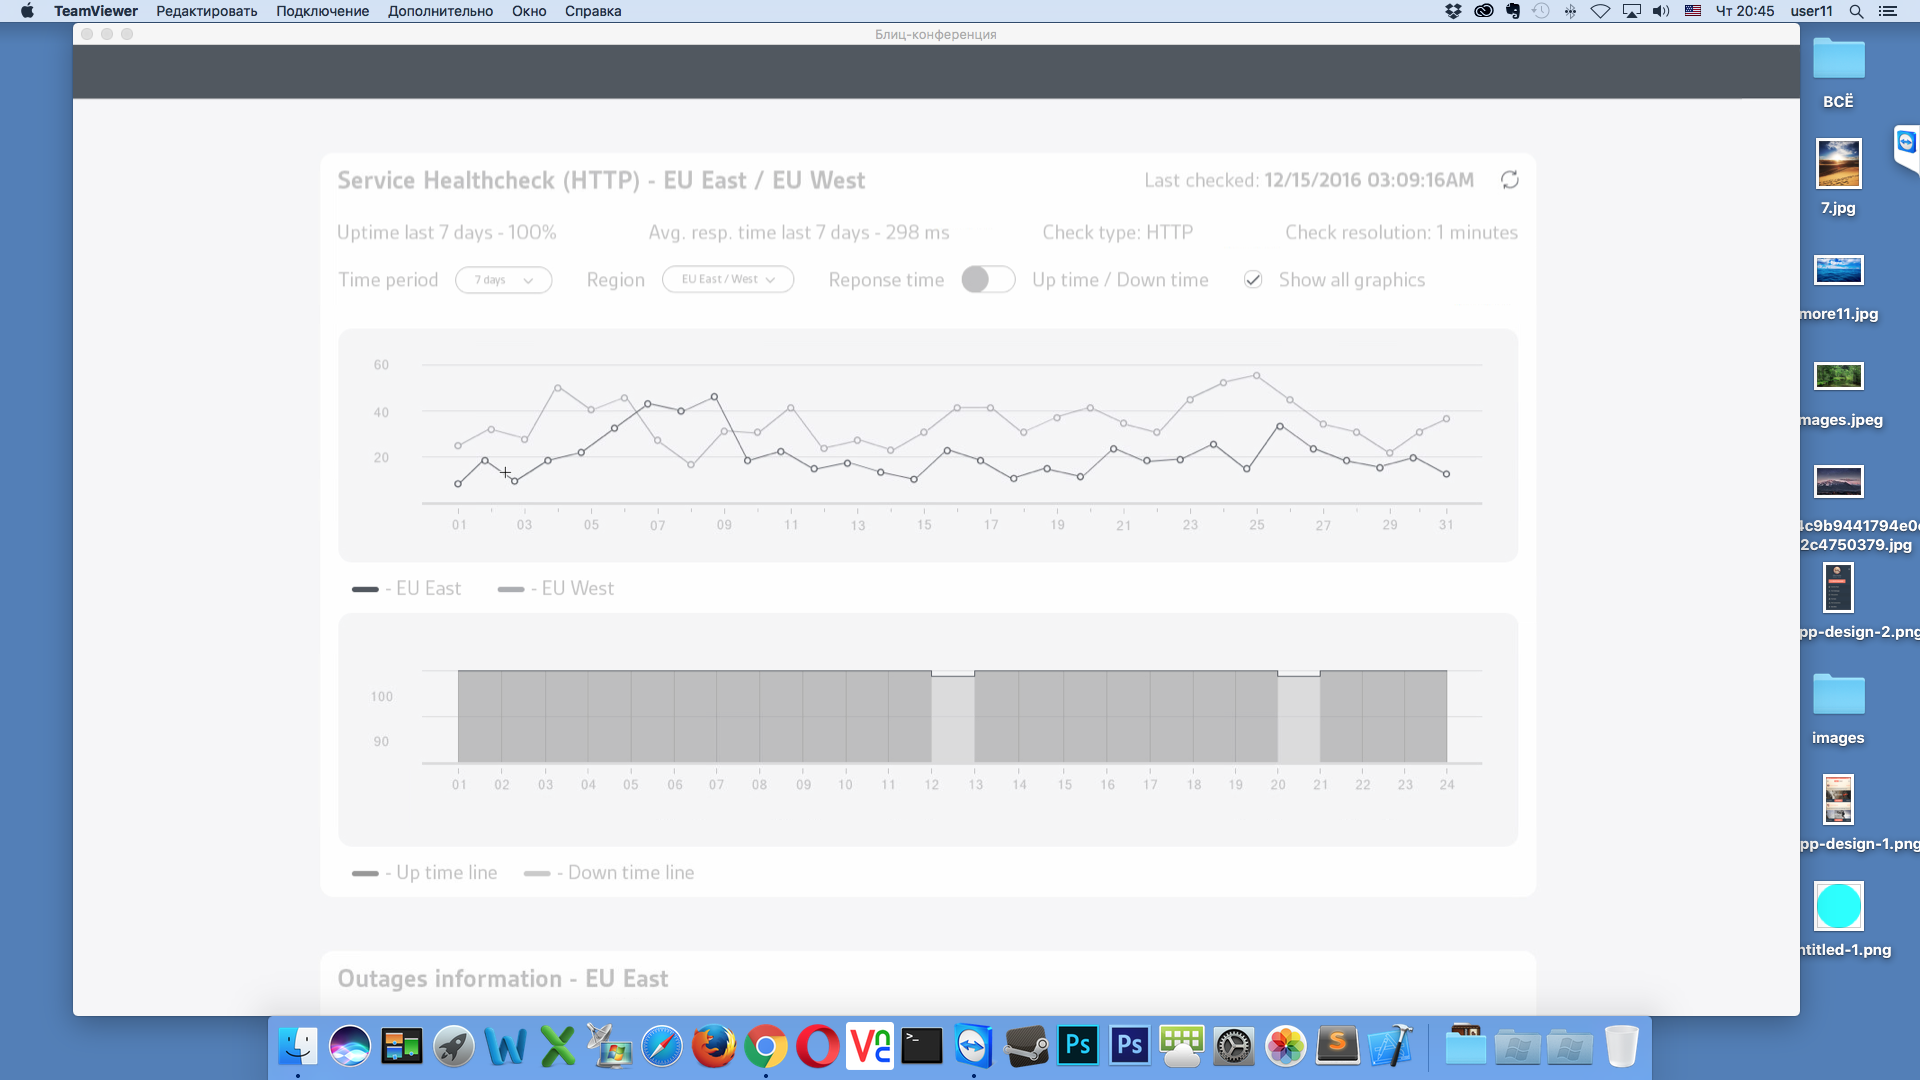 TeamViewer Редактировать Подключение Дополнительно Окно Справка Чт 20:45 user11
Блиц-конференция
ВСЁ
7.jpg
more11.jpg
mages.jpeg
4c9b9441794e0
2c4750379.jpg
pp-design-2.png
images
pp-design-1.png
ntitled-1.png
Service Healthcheck (HTTP) - EU East / EU West Last checked: 12/15/2016 03:09:16AM
Uptime last 7 days - 100% Avg. resp. time last 7 days - 298 ms Check type: HTTP Check resolution: 1 minutes
Time period 7 days Region EU East / West Reponse time Up time / Down time Show all graphics
60
40
20
01 03 05 07 09 11 13 15 17 19 21 23 25 27 29 31
- EU East - EU West
100
90
01 02 03 04 05 06 07 08 09 10 11 12 13 14 15 16 17 18 19 20 21 22 23 24
- Up time line - Down time line
Outages information - EU East
W X VNC >_ Ps Ps S